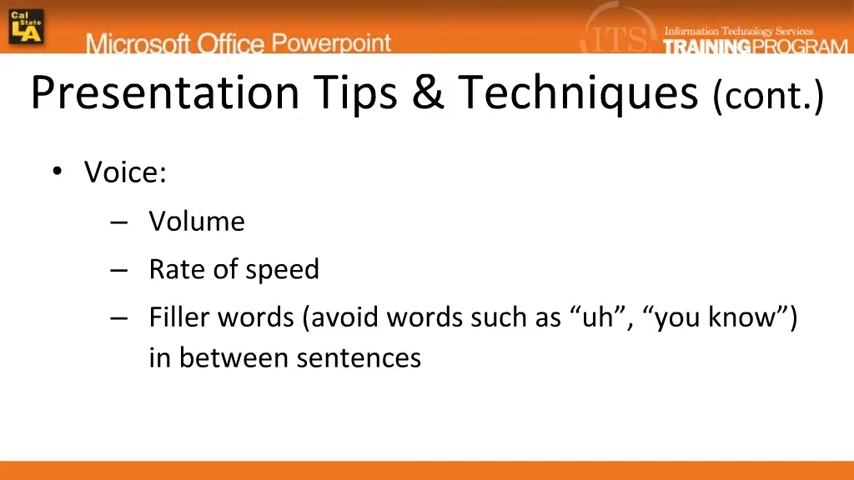 Cal
State
LA
Microsoft Office Powerpoint
ITS
Information Technology Services
TRAINING PROGRAM
Presentation Tips & Techniques (cont.)
• Voice:
– Volume
– Rate of speed
– Filler words (avoid words such as “uh”, “you know”)
in between sentences